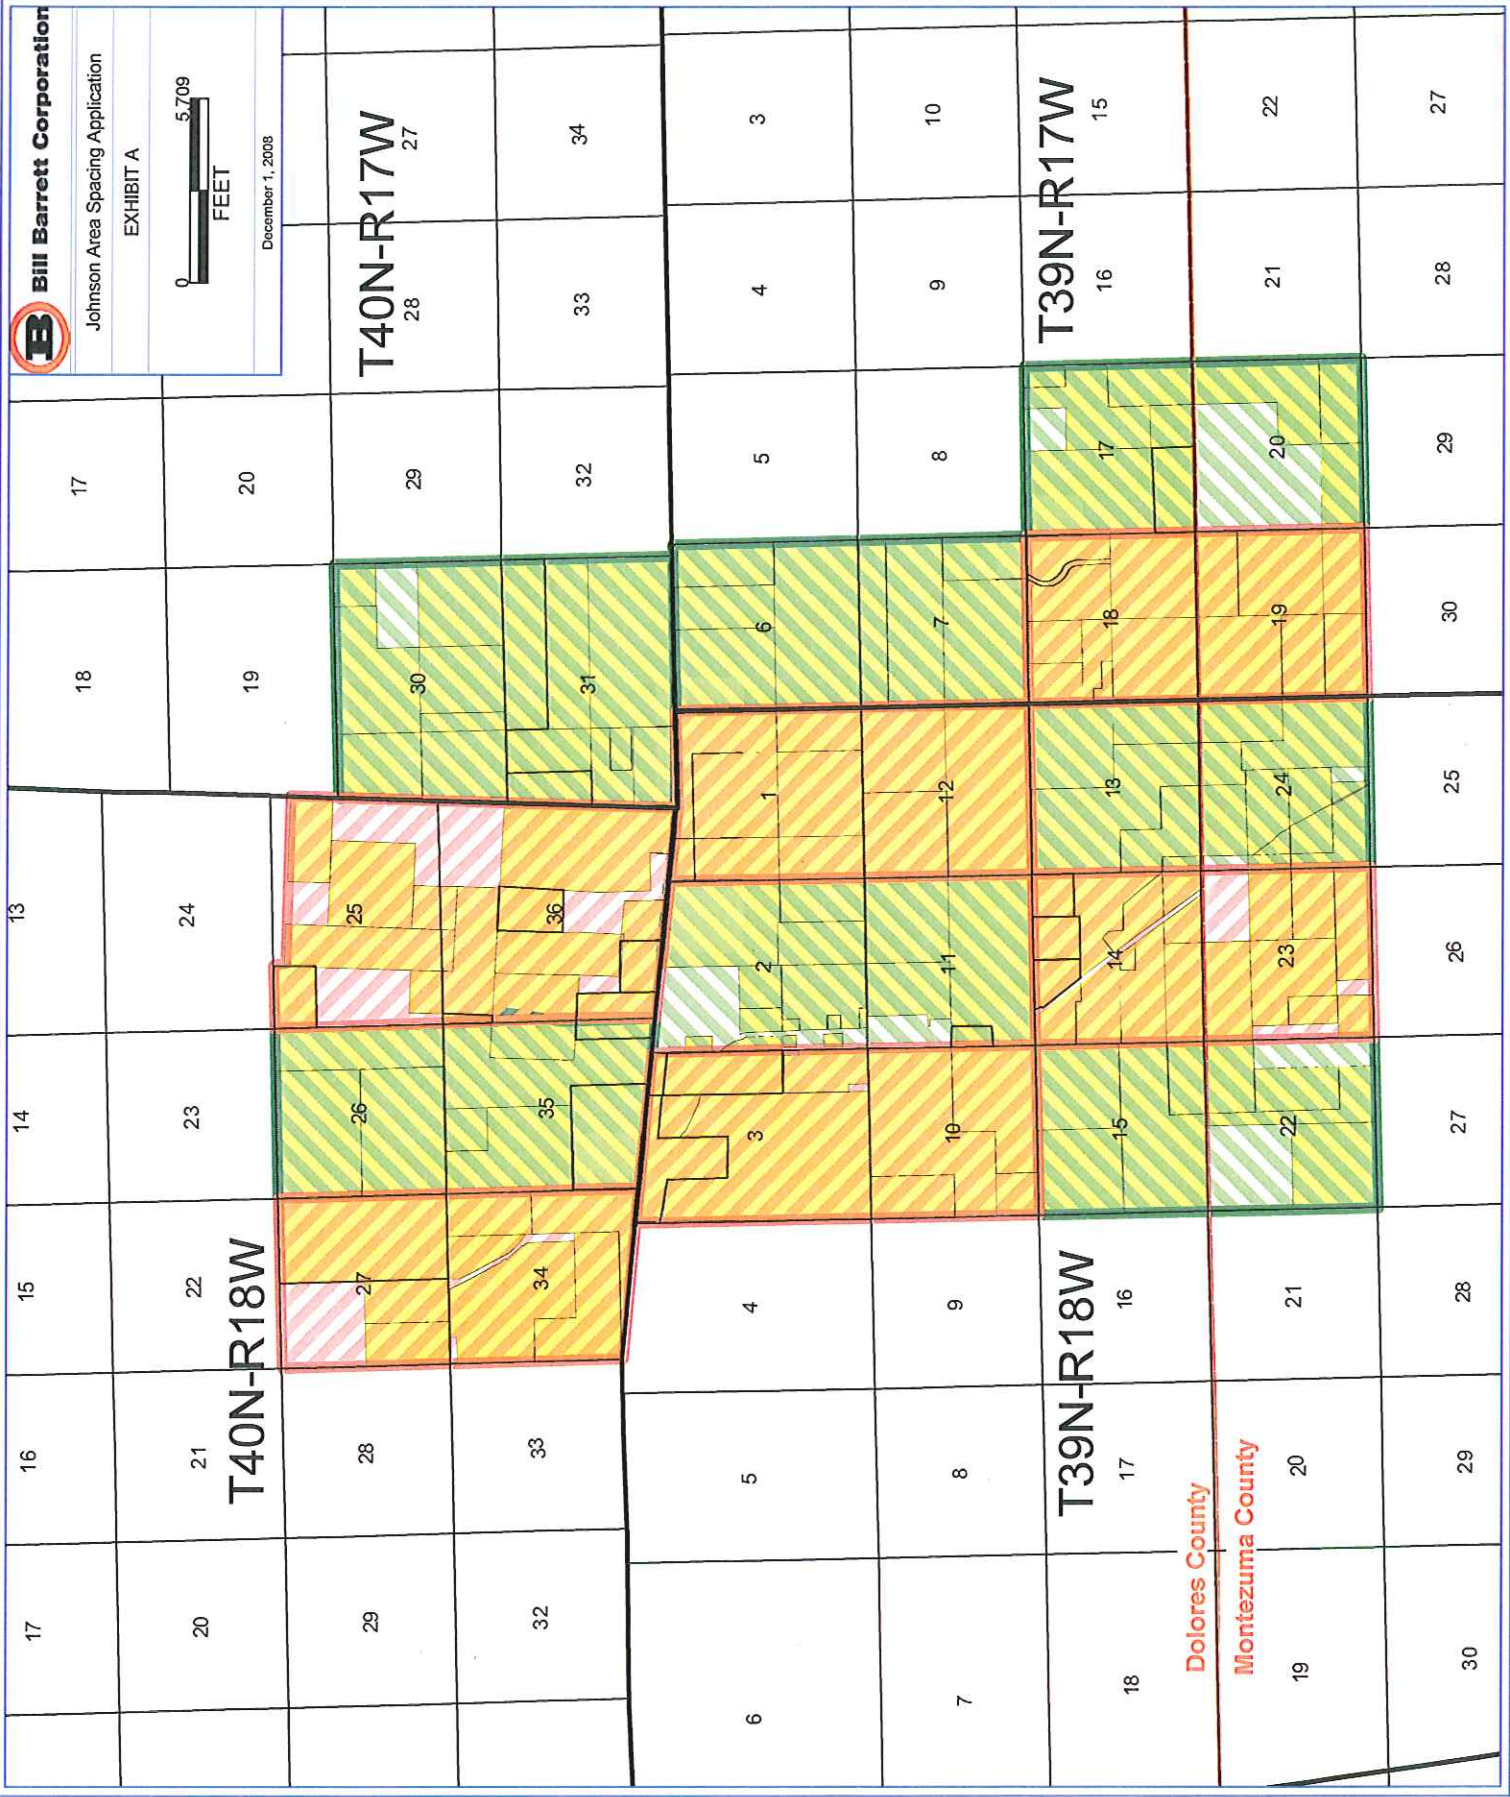 B Bill Barrett Corporation
Johnson Area Spacing Application
EXHIBIT A
0 5,709
FEET
December 1, 2008
17 16 15 14 13 18 17
20 21 22 23 24 19 20
T40N-R18W
T40N-R17W
29 28 27 26 25 30 29 28 27
32 33 34 35 36 31 32 33 34
6 5 4 3 2 1 6 5 4 3
7 8 9 10 11 12 7 8 9 10
T39N-R18W
T39N-R17W
18 17 16 15 14 13 18 17 16 15
Dolores County
Montezuma County
19 20 21 22 23 24 19 20 21 22
30 29 28 27 26 25 30 29 28 27